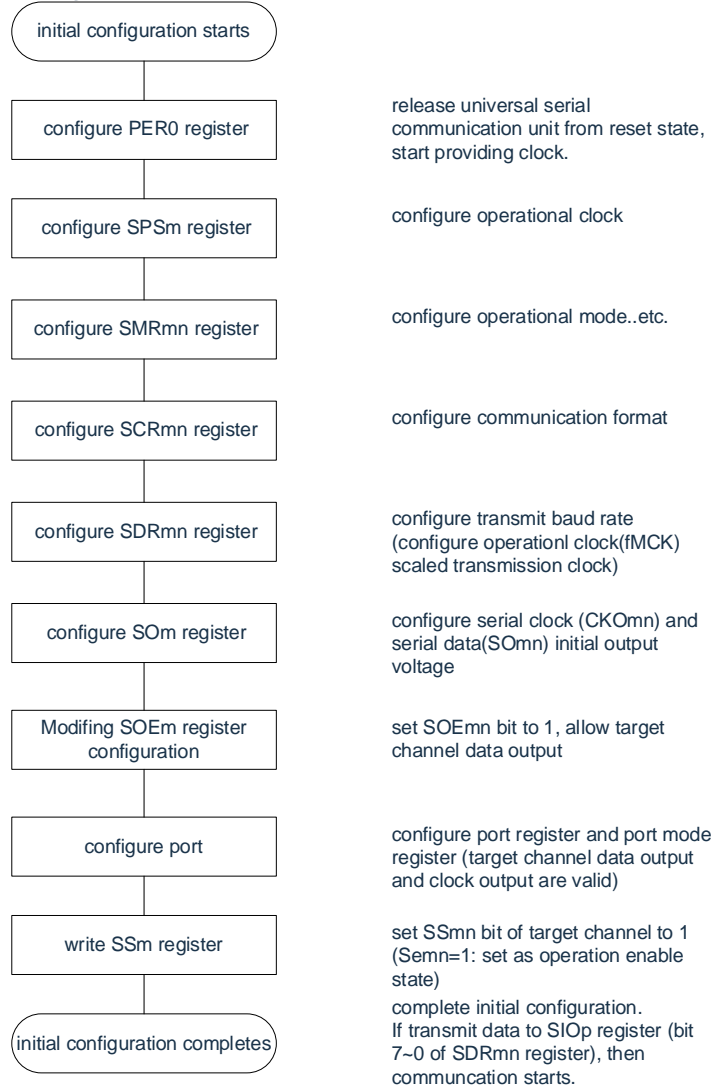 initial configuration starts
configure PER0 register
release universal serial
communication unit from reset state,
start providing clock.
configure SPSm register
configure operational clock
configure SMRmn register
configure operational mode..etc.
configure SCRmn register
configure communication format
configure SDRmn register
configure transmit baud rate
(configure operationl clock(fMCK)
scaled transmission clock)
configure SOm register
configure serial clock (CKOmn) and
serial data(SOmn) initial output
voltage
Modifing SOEm register
configuration
set SOEmn bit to 1, allow target
channel data output
configure port
configure port register and port mode
register (target channel data output
and clock output are valid)
write SSm register
set SSmn bit of target channel to 1
(Semn=1: set as operation enable
state)
initial configuration completes
complete initial configuration.
If transmit data to SIOp register (bit
7~0 of SDRmn register), then
communcation starts.